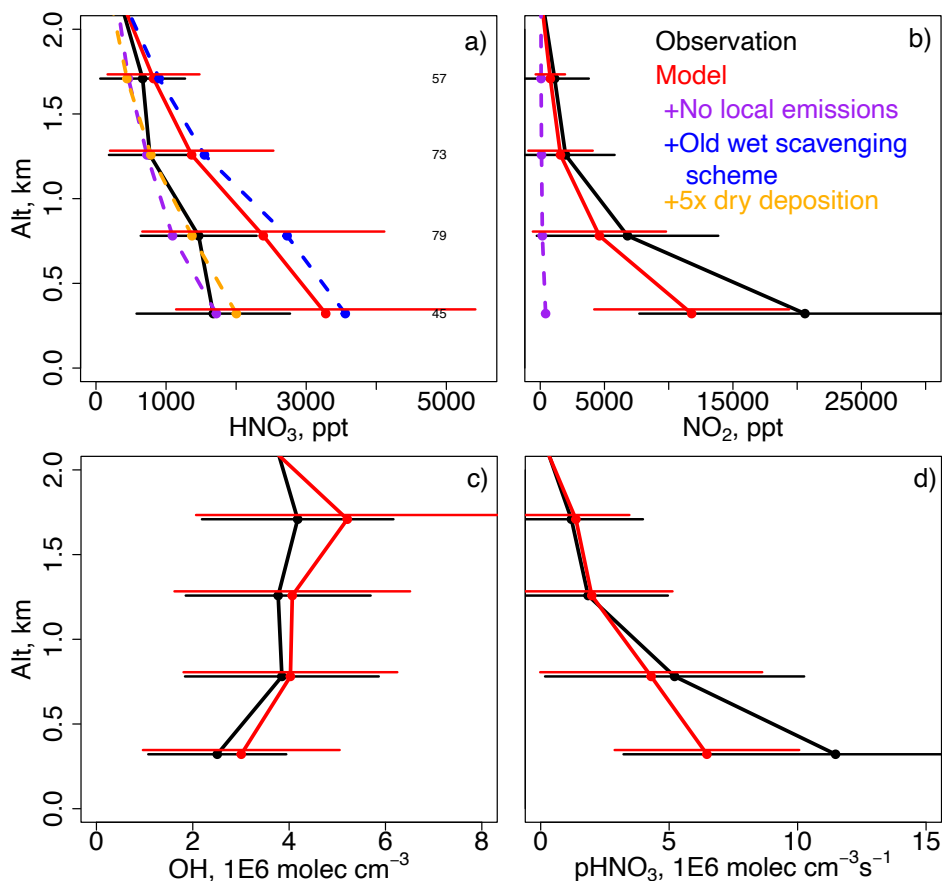 a)
2.0
1.5
1.0
0.5
0.0
Alt, km
57
73
79
45
0
1000
3000
5000
HNO₃, ppt
b)
Observation
Model
+No local emissions
+Old wet scavenging
scheme
+5x dry deposition
0
5000
15000
25000
NO₂, ppt
c)
2.0
1.5
1.0
0.5
0.0
Alt, km
0
2
4
6
8
OH, 1E6 molec cm⁻³
d)
0
5
10
15
pHNO₃, 1E6 molec cm⁻³s⁻¹